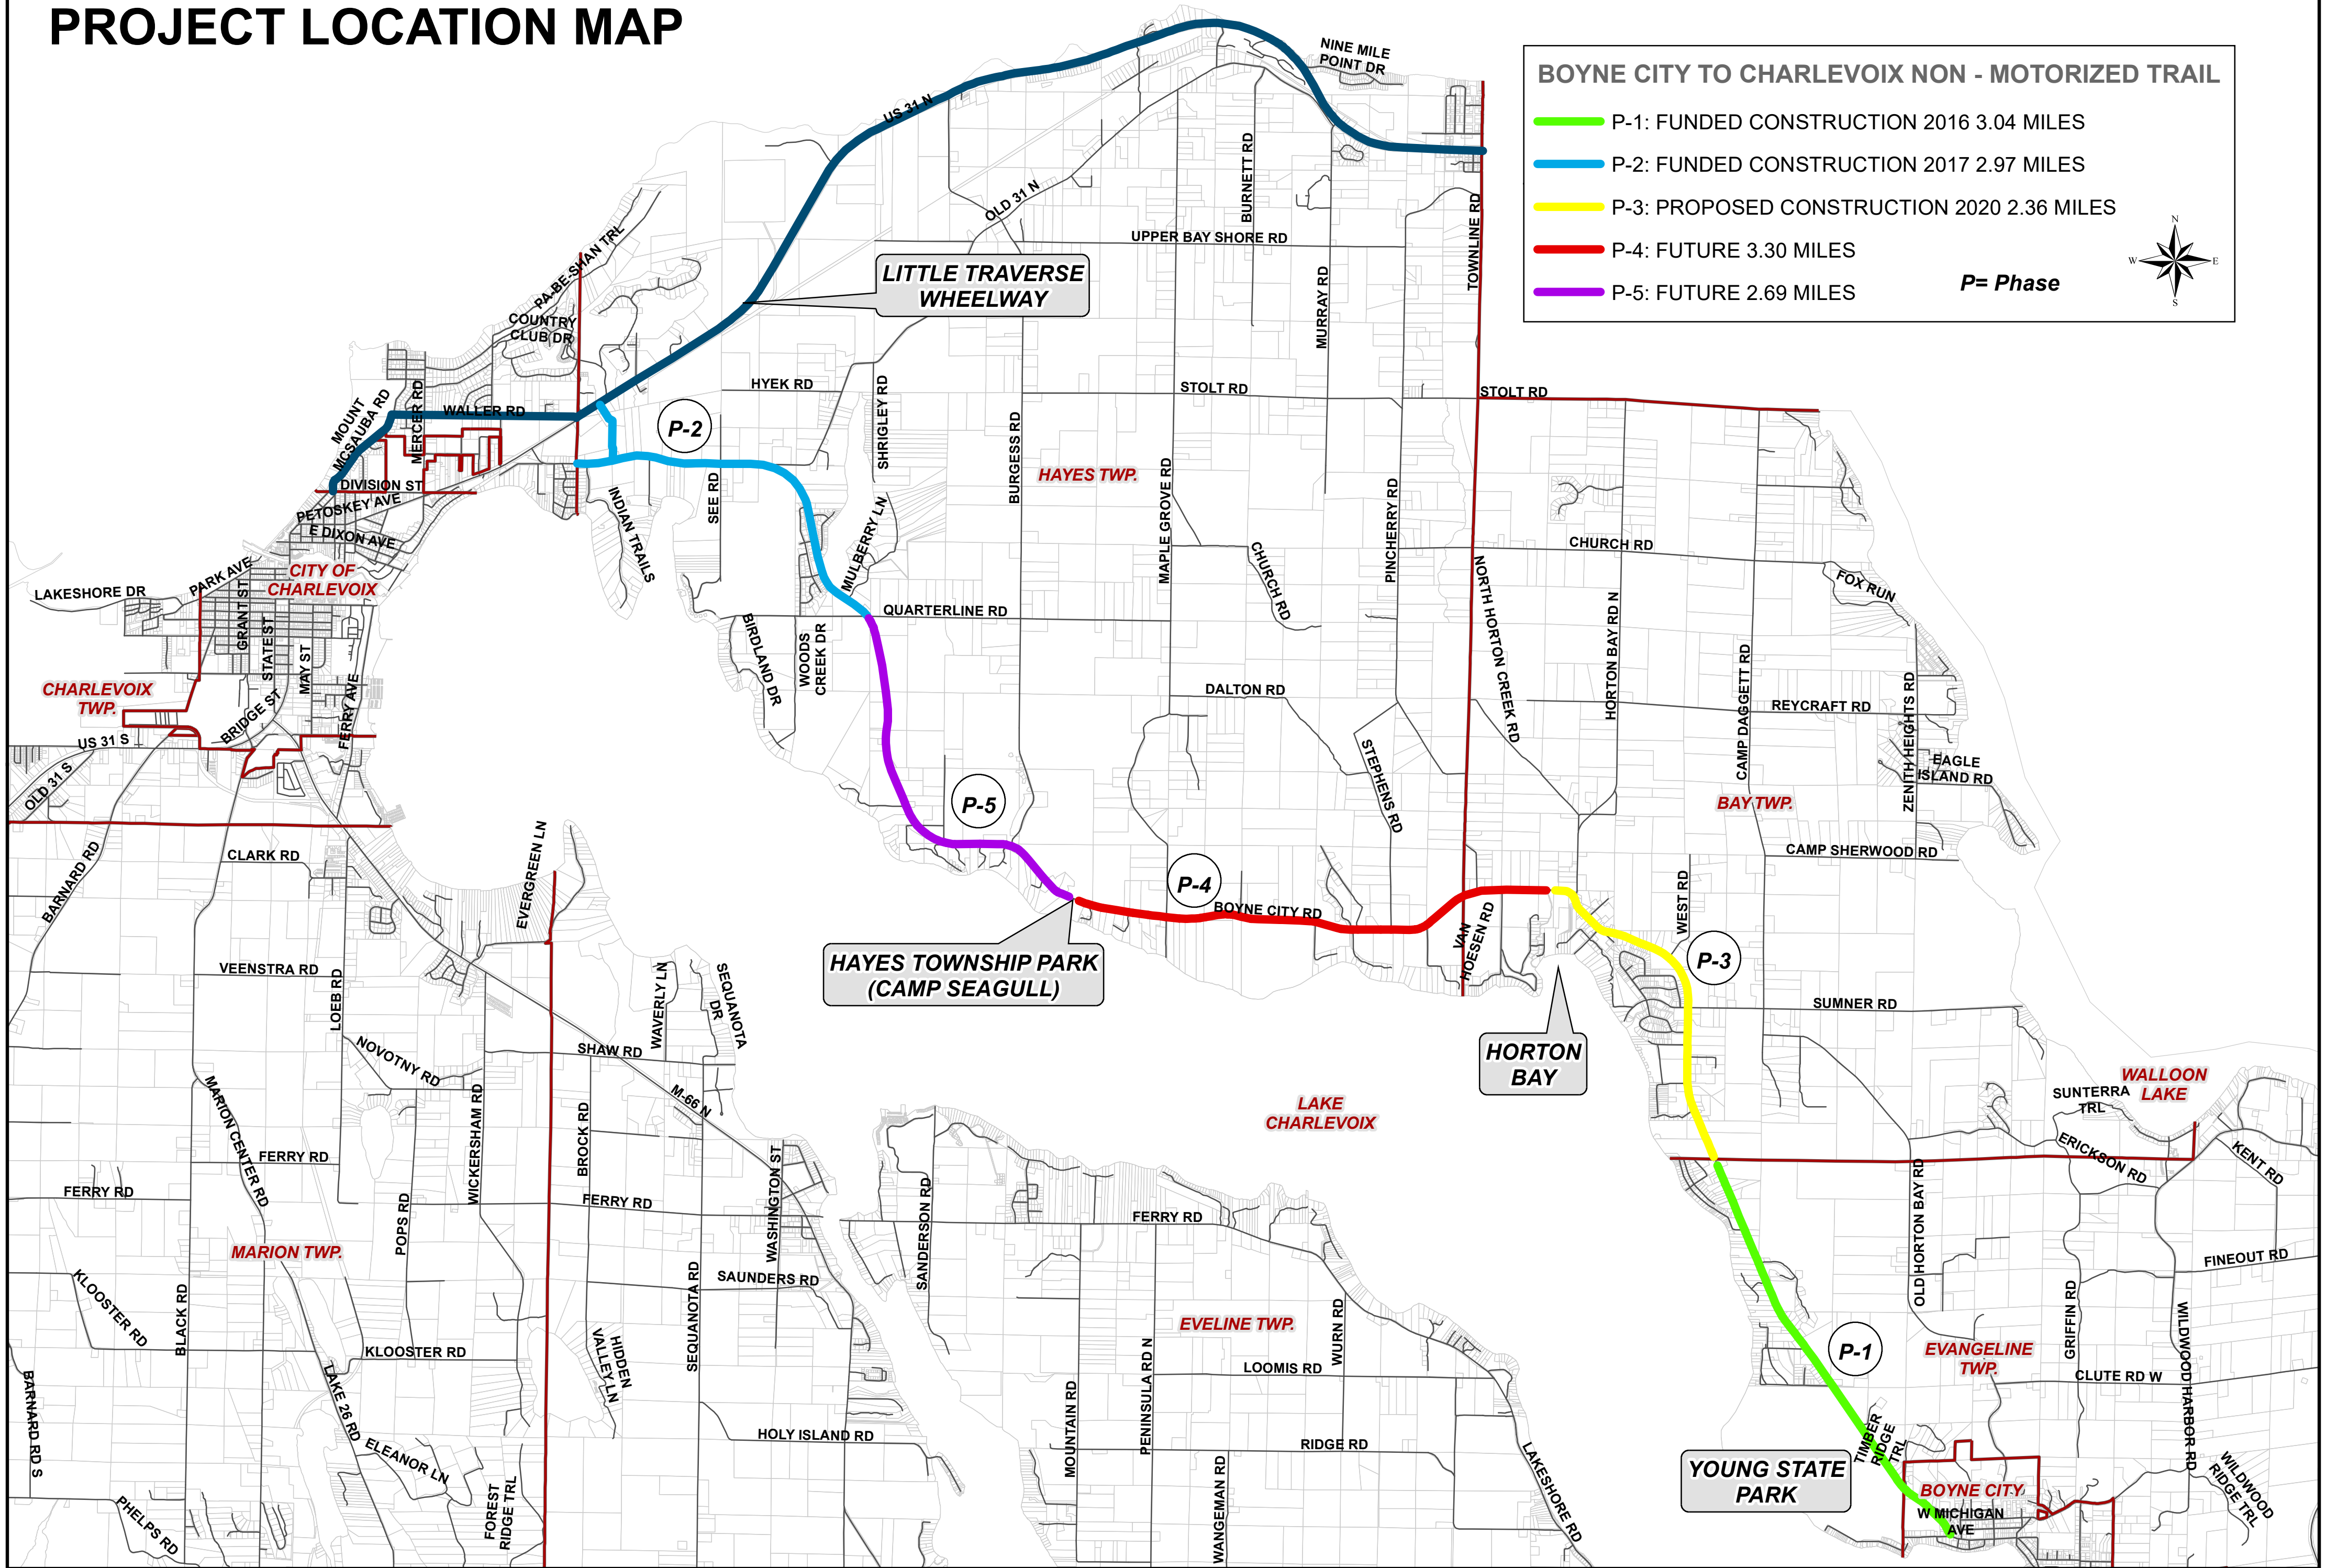 PROJECT LOCATION MAP
BOYNE CITY TO CHARLEVOIX NON - MOTORIZED TRAIL
P-1: FUNDED CONSTRUCTION 2016 3.04 MILES
P-2: FUNDED CONSTRUCTION 2017 2.97 MILES
P-3: PROPOSED CONSTRUCTION 2020 2.36 MILES
P-4: FUTURE 3.30 MILES
P-5: FUTURE 2.69 MILES
P= Phase
N
W
E
S
NINE MILE
POINT DR
US 31 N
OLD 31 N
BURNETT RD
UPPER BAY SHORE RD
TOWNLINE RD
MURRAY RD
PA-BE-SHAN TRL
LITTLE TRAVERSE
WHEELWAY
COUNTRY
CLUB DR
HYEK RD
SHRIGLEY RD
STOLT RD
STOLT RD
MOUNT
MCSAUBA RD
MERCER RD
WALLER RD
P-2
BURGESS RD
HAYES TWP.
MAPLE GROVE RD
PINCHERRY RD
DIVISION ST
PETOSKEY AVE
E DIXON AVE
INDIAN TRAILS
SEE RD
MULBERRY LN
CHURCH RD
CHURCH RD
NORTH HORTON CREEK RD
HORTON BAY RD N
FOX RUN
LAKESHORE DR
PARK AVE
CITY OF
CHARLEVOIX
GRANT ST
STATE ST
MAY ST
FERRY AVE
BRIDGE ST
QUARTERLINE RD
BIRDLAND DR
WOODS
CREEK DR
CHARLEVOIX
TWP.
US 31 S
OLD 31 S
DALTON RD
STEPHENS RD
CAMP DAGGETT RD
REYCRAFT RD
ZENITH HEIGHTS RD
EAGLE
ISLAND RD
BAY TWP.
P-5
CAMP SHERWOOD RD
BARNARD RD
CLARK RD
EVERGREEN LN
P-4
BOYNE CITY RD
VAN
HOESEN RD
WEST RD
P-3
HAYES TOWNSHIP PARK
(CAMP SEAGULL)
VEENSTRA RD
LOEB RD
WAVERLY LN
SEQUANOTA
DR
SUMNER RD
HORTON
BAY
NOVOTNY RD
SHAW RD
M-66 N
MARION CENTER RD
WICKERSHAM RD
BROCK RD
LAKE
CHARLEVOIX
WALLOON
LAKE
SUNTERRA
TRL
ERICKSON RD
KENT RD
FERRY RD
FERRY RD
POPS RD
FERRY RD
WASHINGTON ST
SANDERSON RD
FERRY RD
OLD HORTON BAY RD
MARION TWP.
FINEOUT RD
KLOOSTER RD
BLACK RD
SAUNDERS RD
SEQUANOTA RD
EVELINE TWP.
WURN RD
GRIFFIN RD
WILDWOOD HARBOR RD
P-1
EVANGELINE
TWP.
KLOOSTER RD
HIDDEN
VALLEY LN
LOOMIS RD
PENINSULA RD N
MOUNTAIN RD
CLUTE RD W
BARNARD RD S
LAKE 26 RD
ELEANOR LN
HOLY ISLAND RD
RIDGE RD
TIMBER
RIDGE
TRL
YOUNG STATE
PARK
BOYNE CITY
W MICHIGAN
AVE
WILDWOOD
RIDGE TRL
PHELPS RD
FOREST
RIDGE TRL
WANGEMAN RD
LAKESHORE RD